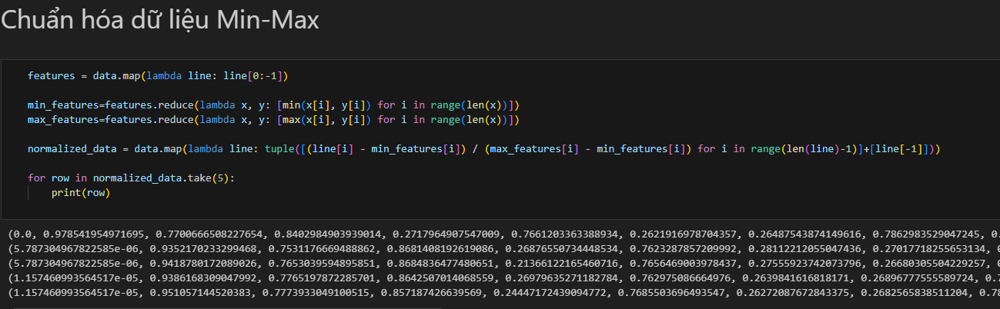 Chuẩn hóa dữ liệu Min-Max
features = data.map(lambda line: line[0:-1])
min_features=features.reduce(lambda x, y: [min(x[i], y[i]) for i in range(len(x))])
max_features=features.reduce(lambda x, y: [max(x[i], y[i]) for i in range(len(x))])
normalized_data = data.map(lambda line: tuple([(line[i] - min_features[i]) / (max_features[i] - min_features[i]) for i in range(len(line)-1)]+[line[-1]]))
for row in normalized_data.take(5):
    print(row)
(0.0, 0.978541954971695, 0.7700666508227654, 0.8402984903939014, 0.2717964907547009, 0.7661203363388934, 0.2621916978704357, 0.26487543874149616, 0.7862983529047245, 0.
(5.787304967822585e-06, 0.9352170233299468, 0.7531176669488862, 0.8681408192619086, 0.26876550734448534, 0.7623287857209992, 0.28112212055047436, 0.27017718255653134, 0
(5.787304967822585e-06, 0.9418780172089026, 0.7653039594895851, 0.8684836477480651, 0.21366122165460716, 0.7656469003978437, 0.27555923742073796, 0.26680305504229257, 0
(1.157460993564517e-05, 0.9386168309047992, 0.7765197872285701, 0.8642507014068559, 0.26979635271182784, 0.762975086664976, 0.2639841616818171, 0.26896777555589724, 0.7
(1.157460993564517e-05, 0.951057144520383, 0.7773933049100515, 0.857187426639569, 0.24447172439094772, 0.7685503696493547, 0.26272087672843375, 0.2682565838511204, 0.78